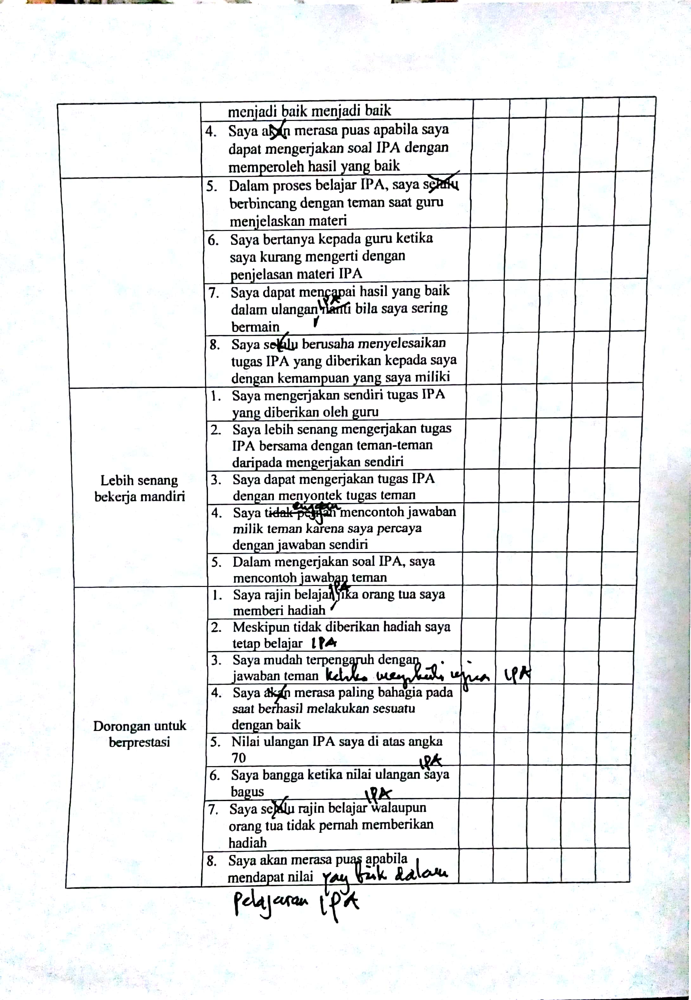 menjadi baik menjadi baik
4. Saya akan merasa puas apabila saya
dapat mengerjakan soal IPA dengan
memperoleh hasil yang baik
5. Dalam proses belajar IPA, saya selalu
berbincang dengan teman saat guru
menjelaskan materi
6. Saya bertanya kepada guru ketika
saya kurang mengerti dengan
penjelasan materi IPA
7. Saya dapat mencapai hasil yang baik
IPA
dalam ulangan nanti bila saya sering
bermain
8. Saya selalu berusaha menyelesaikan
tugas IPA yang diberikan kepada saya
dengan kemampuan yang saya miliki
Lebih senang
bekerja mandiri
1. Saya mengerjakan sendiri tugas IPA
yang diberikan oleh guru
2. Saya lebih senang mengerjakan tugas
IPA bersama dengan teman-teman
daripada mengerjakan sendiri
3. Saya dapat mengerjakan tugas IPA
dengan menyontek tugas teman
enggan
4. Saya tidak pernah mencontoh jawaban
milik teman karena saya percaya
dengan jawaban sendiri
5. Dalam mengerjakan soal IPA, saya
mencontoh jawaban teman
Dorongan untuk
berprestasi
IPA
1. Saya rajin belajar jika orang tua saya
memberi hadiah
2. Meskipun tidak diberikan hadiah saya
tetap belajar IPA
3. Saya mudah terpengaruh dengan
jawaban teman ketika mengikuti ujian IPA
4. Saya akan merasa paling bahagia pada
saat berhasil melakukan sesuatu
dengan baik
5. Nilai ulangan IPA saya di atas angka
70
IPA
6. Saya bangga ketika nilai ulangan saya
bagus
IPA
7. Saya selalu rajin belajar walaupun
orang tua tidak pernah memberikan
hadiah
8. Saya akan merasa puas apabila
mendapat nilai yang baik dalam
pelajaran IPA